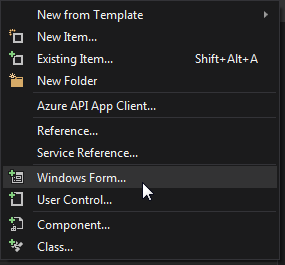 New from Template
New Item...
Existing Item... Shift+Alt+A
New Folder
Azure API App Client...
Reference...
Service Reference...
Windows Form...
User Control...
Component...
Class...